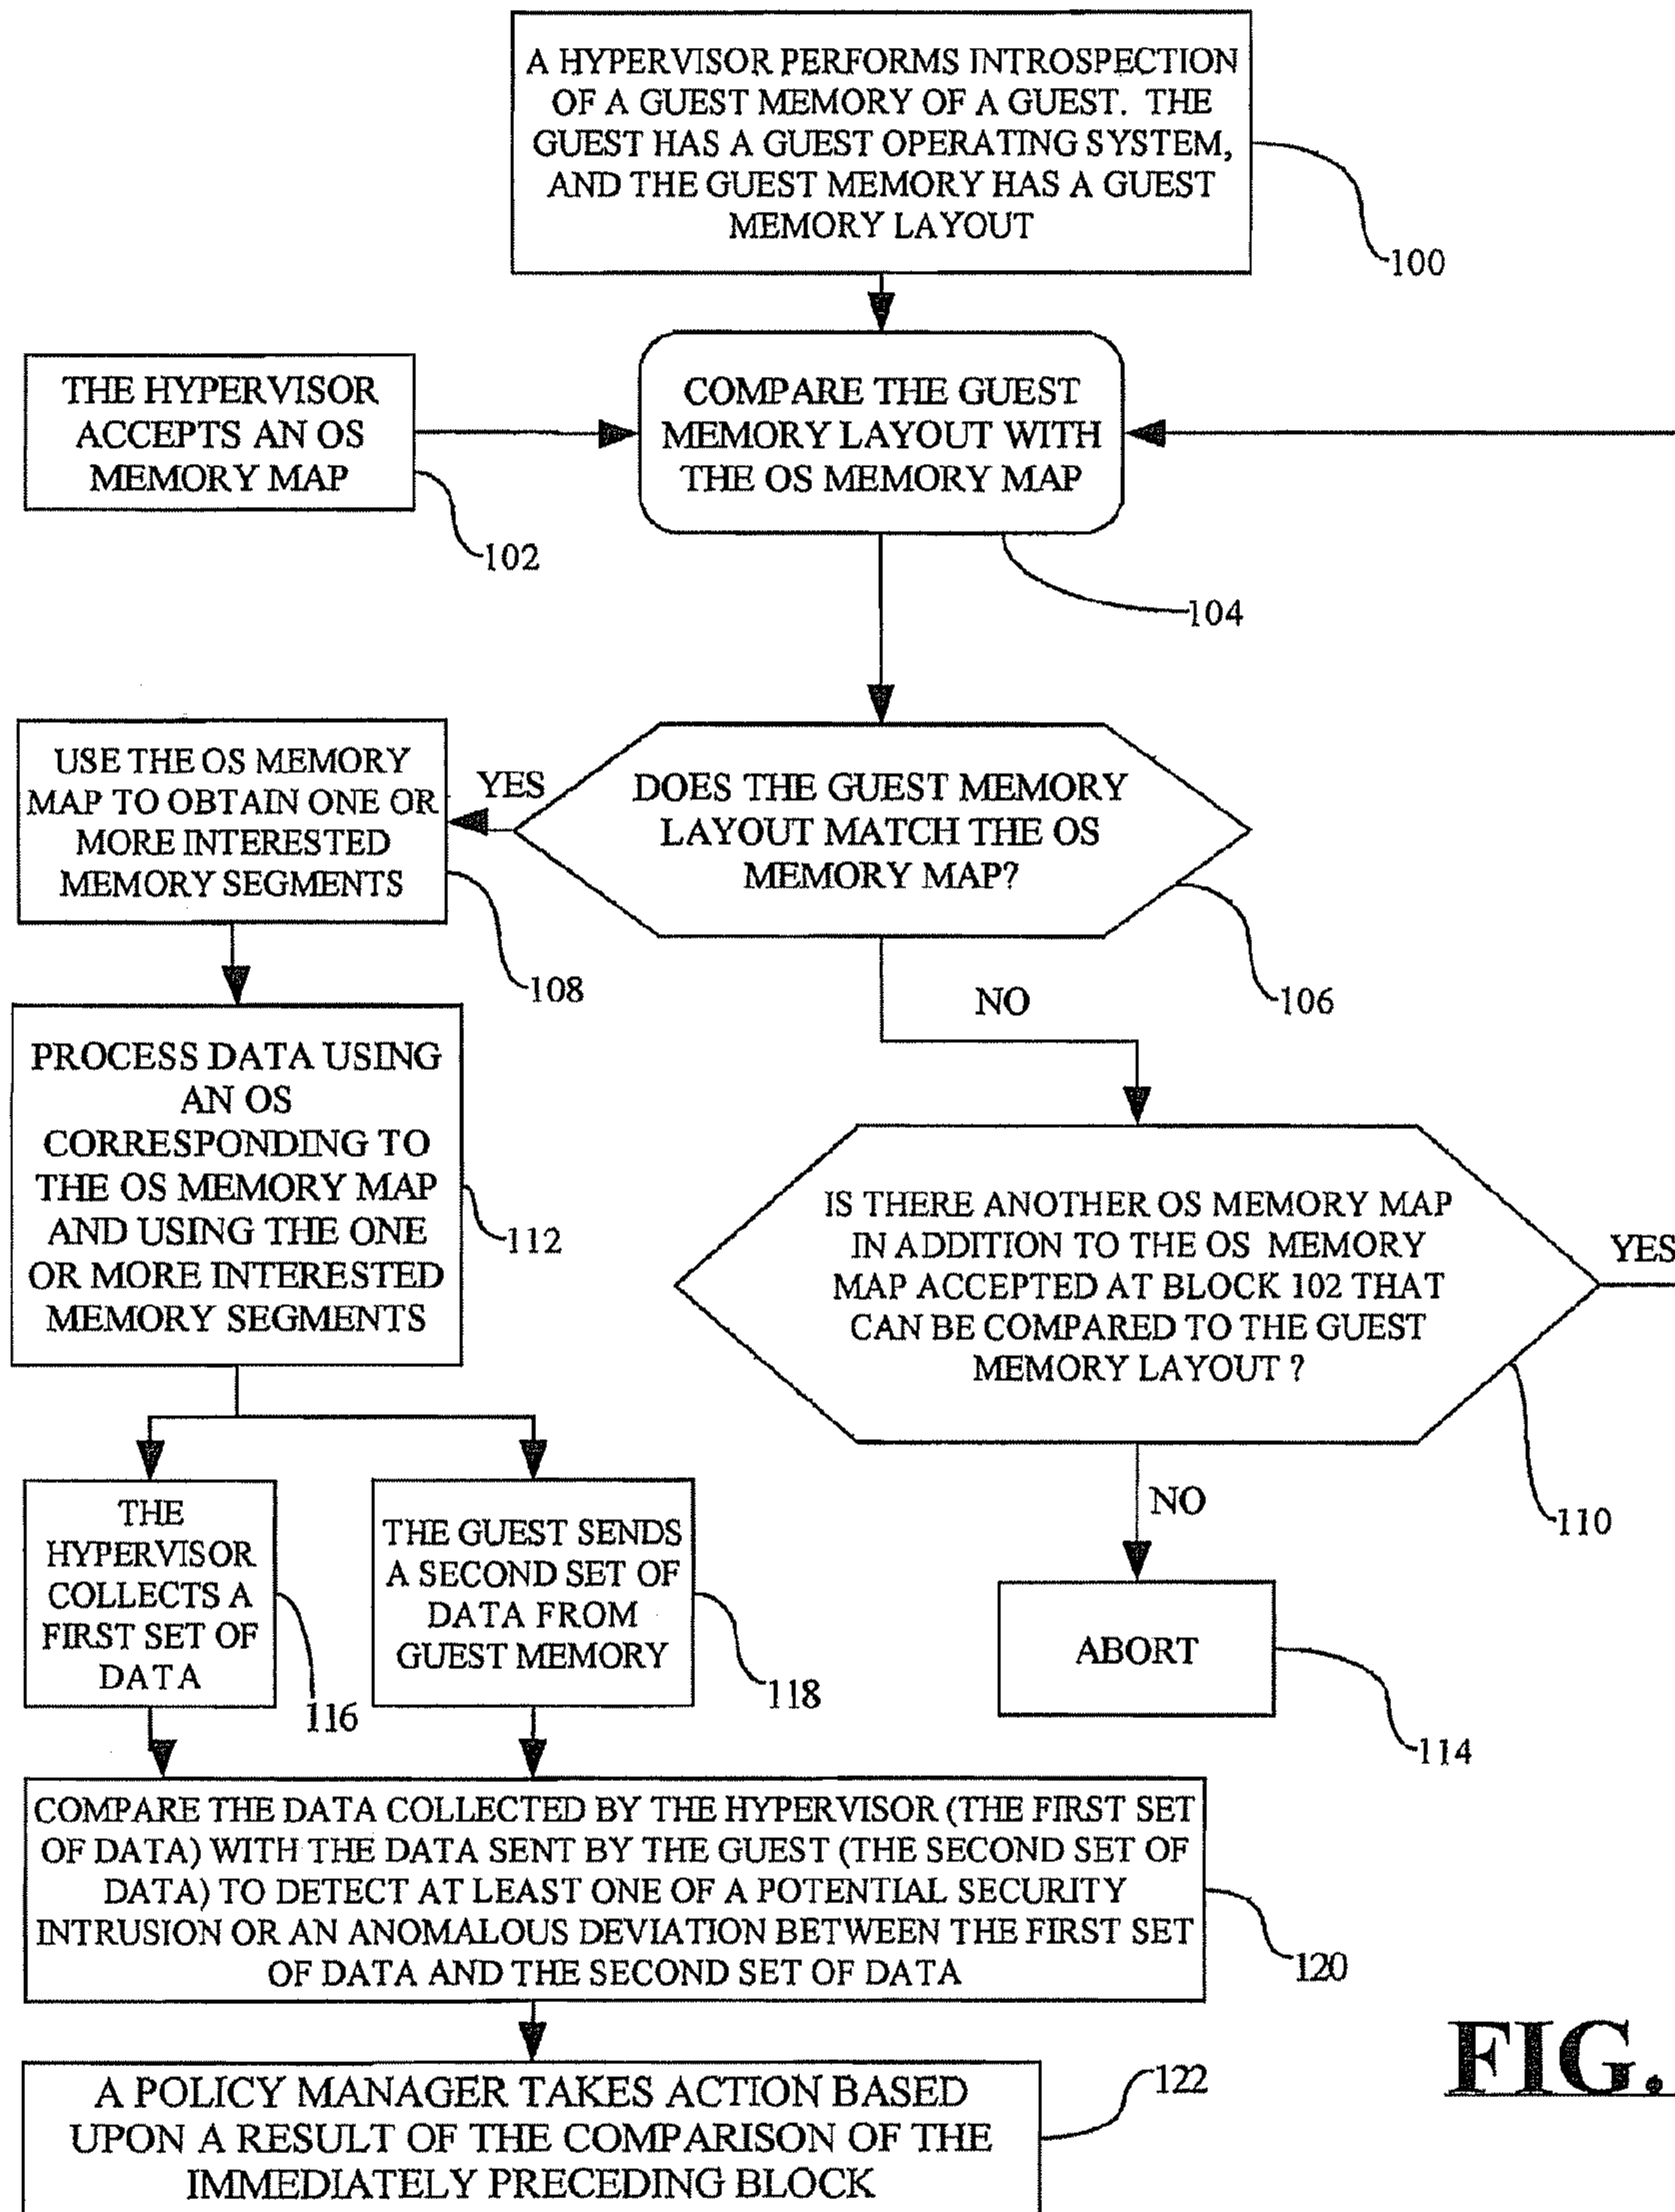 A HYPERVISOR PERFORMS INTROSPECTION
OF A GUEST MEMORY OF A GUEST. THE
GUEST HAS A GUEST OPERATING SYSTEM,
AND THE GUEST MEMORY HAS A GUEST
MEMORY LAYOUT
100
THE HYPERVISOR
ACCEPTS AN OS
MEMORY MAP
102
COMPARE THE GUEST
MEMORY LAYOUT WITH
THE OS MEMORY MAP
104
USE THE OS MEMORY
MAP TO OBTAIN ONE OR
MORE INTERESTED
MEMORY SEGMENTS
108
YES
DOES THE GUEST MEMORY
LAYOUT MATCH THE OS
MEMORY MAP?
106
NO
PROCESS DATA USING
AN OS
CORRESPONDING TO
THE OS MEMORY MAP
AND USING THE ONE
OR MORE INTERESTED
MEMORY SEGMENTS
112
IS THERE ANOTHER OS MEMORY MAP
IN ADDITION TO THE OS MEMORY
MAP ACCEPTED AT BLOCK 102 THAT
CAN BE COMPARED TO THE GUEST
MEMORY LAYOUT ?
YES
110
NO
THE
HYPERVISOR
COLLECTS A
FIRST SET OF
DATA
116
THE GUEST SENDS
A SECOND SET OF
DATA FROM
GUEST MEMORY
118
ABORT
114
COMPARE THE DATA COLLECTED BY THE HYPERVISOR (THE FIRST SET
OF DATA) WITH THE DATA SENT BY THE GUEST (THE SECOND SET OF
DATA) TO DETECT AT LEAST ONE OF A POTENTIAL SECURITY
INTRUSION OR AN ANOMALOUS DEVIATION BETWEEN THE FIRST SET
OF DATA AND THE SECOND SET OF DATA
120
A POLICY MANAGER TAKES ACTION BASED
UPON A RESULT OF THE COMPARISON OF THE
IMMEDIATELY PRECEDING BLOCK
122
FIG.